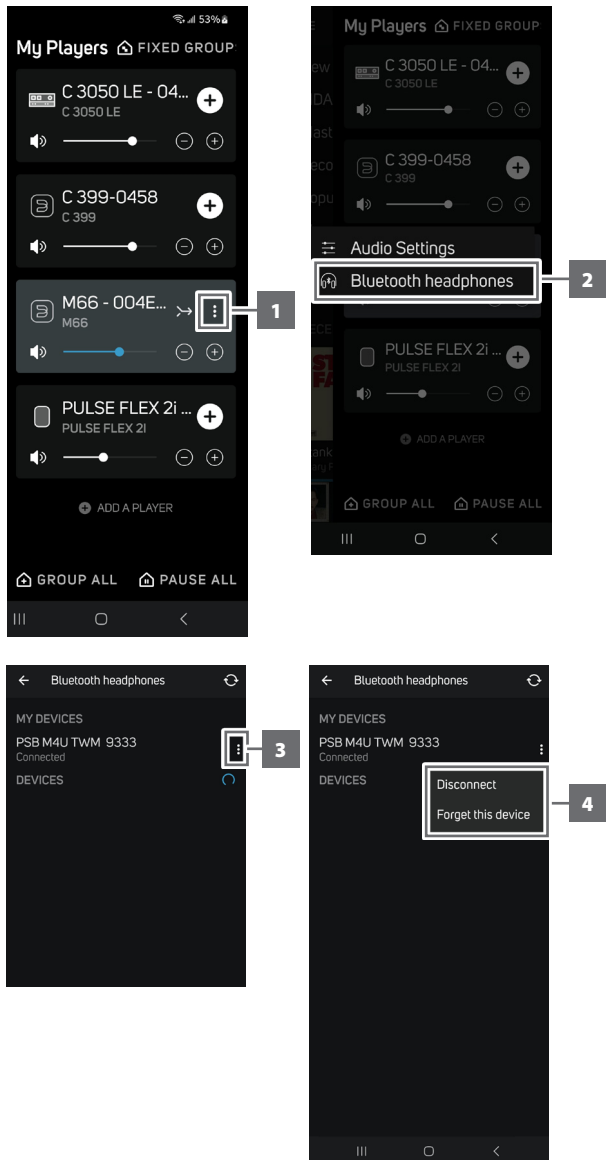 53%
My Players FIXED GROUP
C 3050 LE - 04...
C 3050 LE
C 399-0458
C 399
M66 - 004E...
M66
1
PULSE FLEX 2i ...
PULSE FLEX 2I
ADD A PLAYER
GROUP ALL PAUSE ALL
My Players FIXED GROUP
C 3050 LE - 04...
C 3050 LE
C 399-0458
C 399
Audio Settings
Bluetooth headphones
2
PULSE FLEX 2i ...
PULSE FLEX 2I
ADD A PLAYER
GROUP ALL PAUSE ALL
Bluetooth headphones
MY DEVICES
PSB M4U TWM 9333
Connected
3
DEVICES
Bluetooth headphones
MY DEVICES
PSB M4U TWM 9333
Connected
DEVICES
Disconnect
Forget this device
4